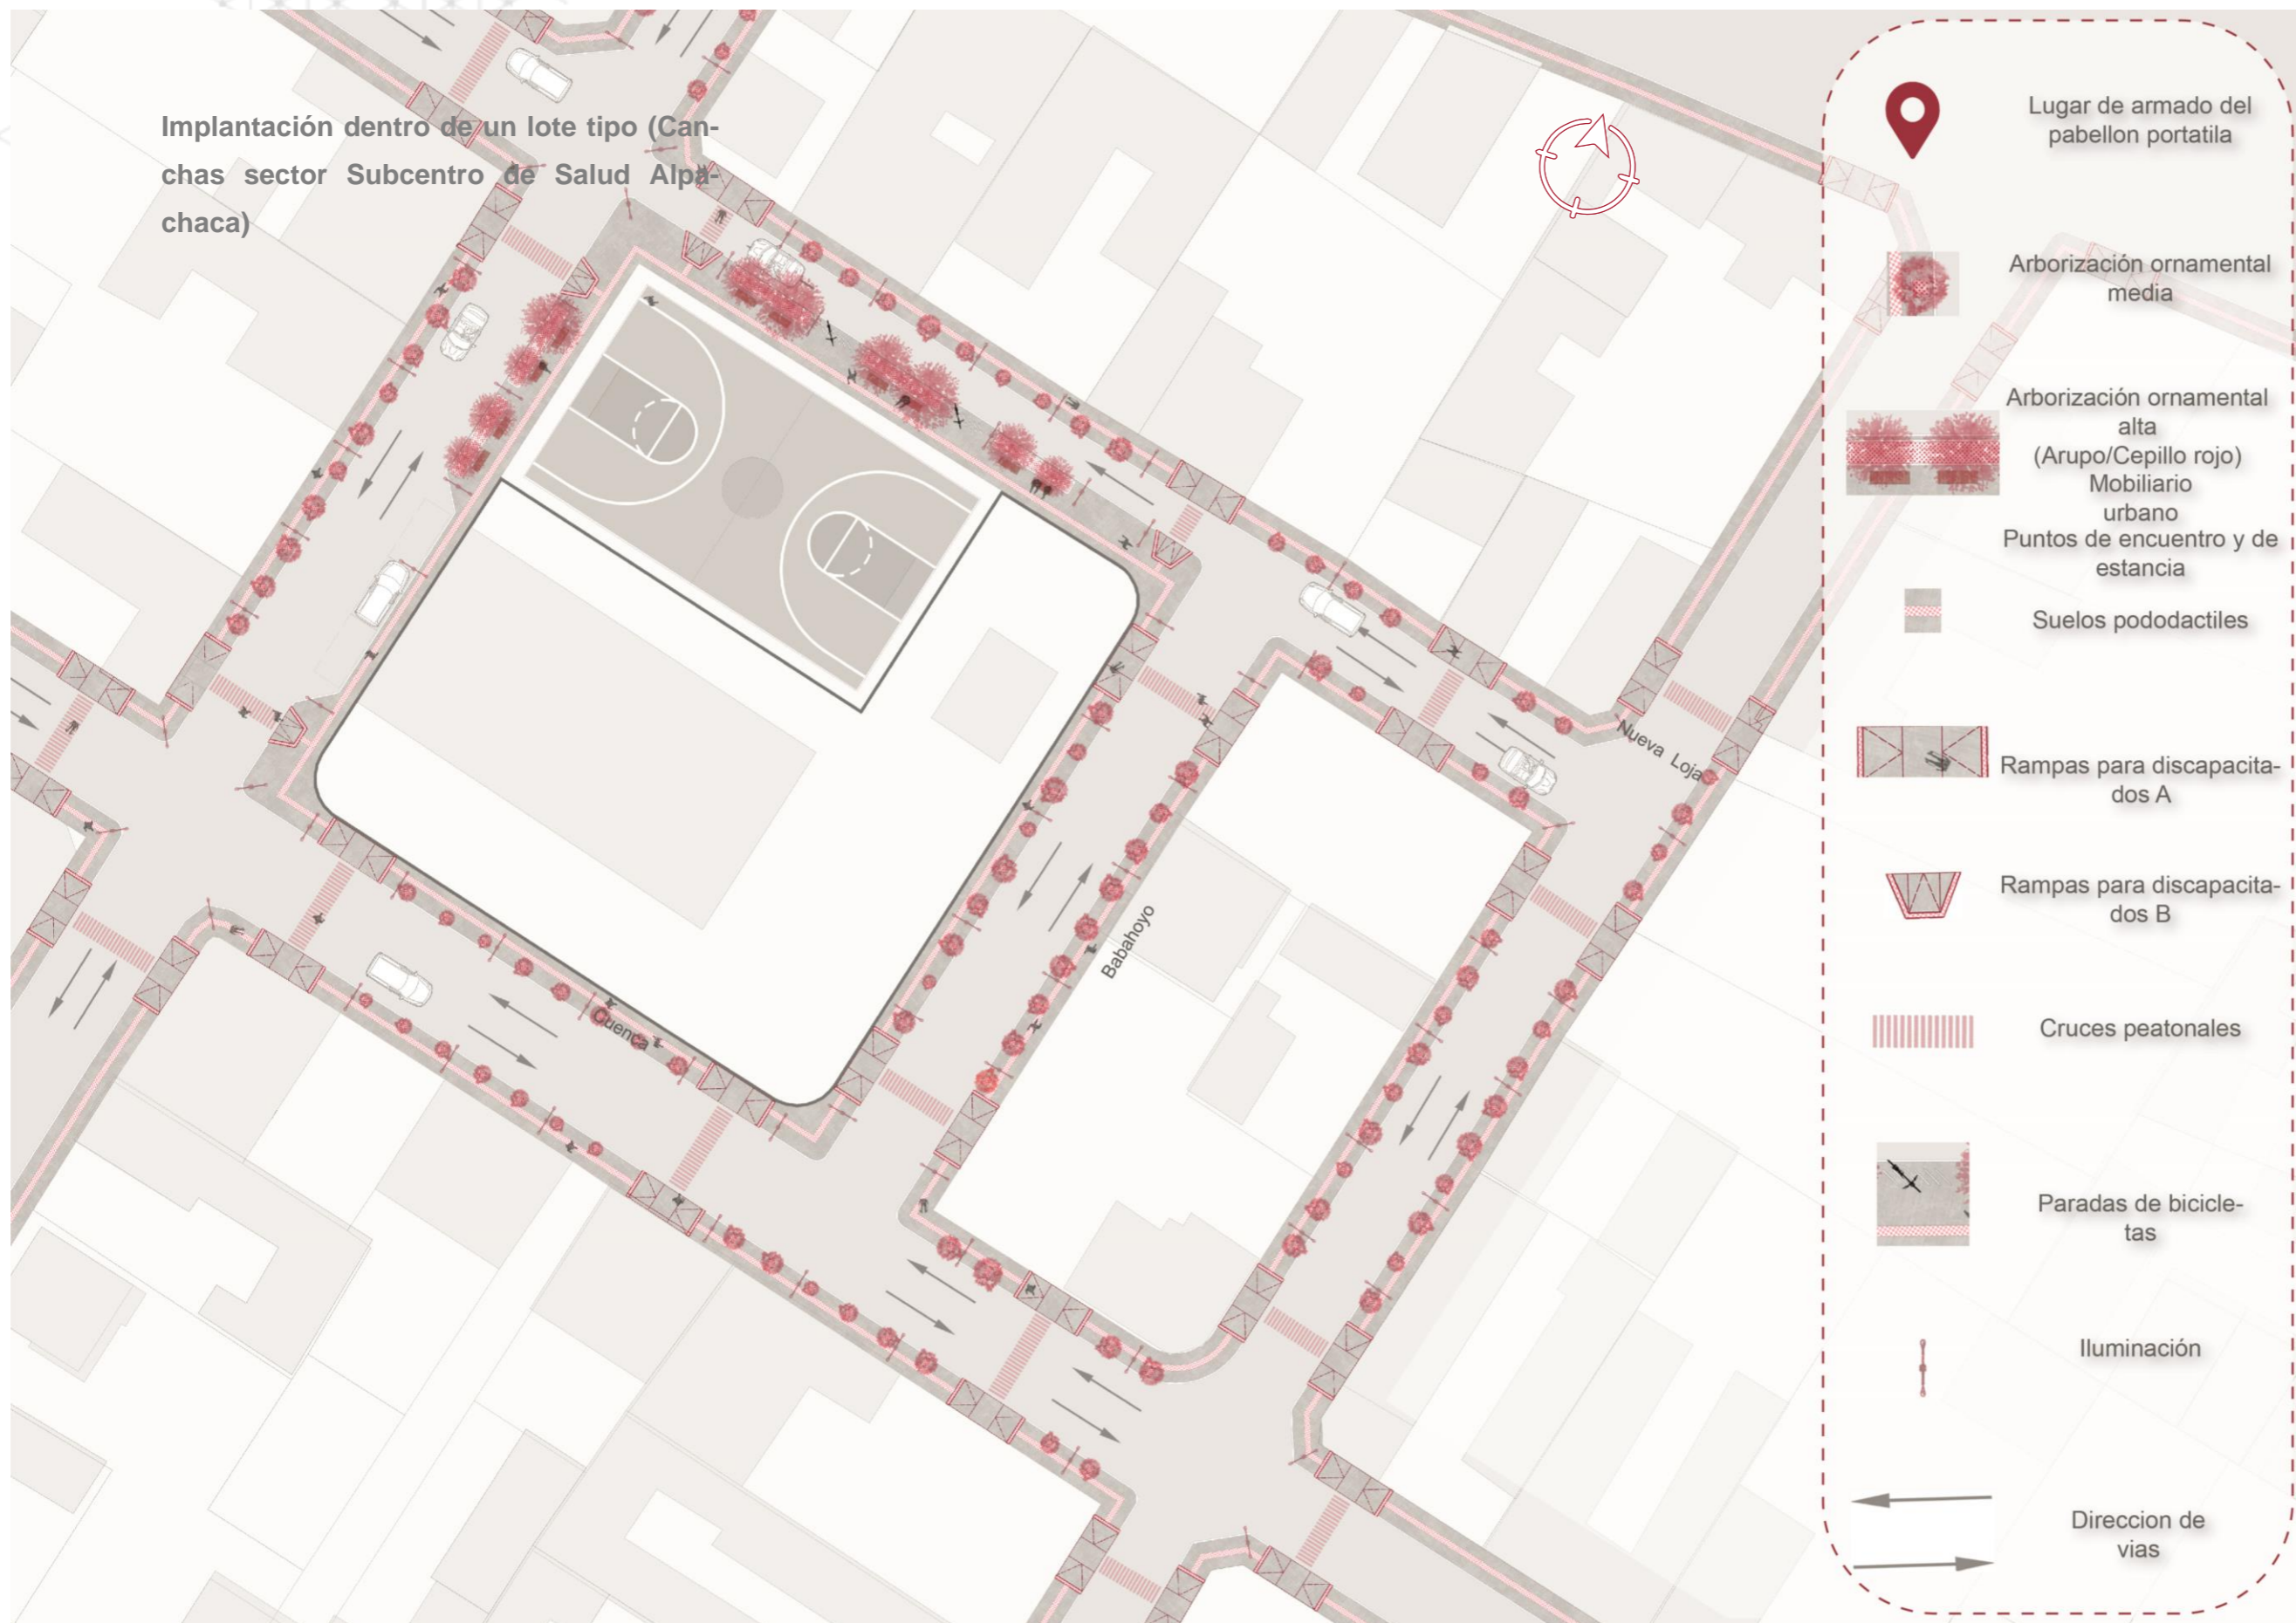 Implantación dentro de un lote tipo (Can-
chas sector Subcentro de Salud Alpa-
chaca)
Nueva Loja
Babahoyo
Cuenca
Lugar de armado del
pabellon portatila
Arborización ornamental
media
Arborización ornamental
alta
(Arupo/Cepillo rojo)
Mobiliario
urbano
Puntos de encuentro y de
estancia
Suelos pododactiles
Rampas para discapacita-
dos A
Rampas para discapacita-
dos B
Cruces peatonales
Paradas de bicicle-
tas
Iluminación
Direccion de
vias